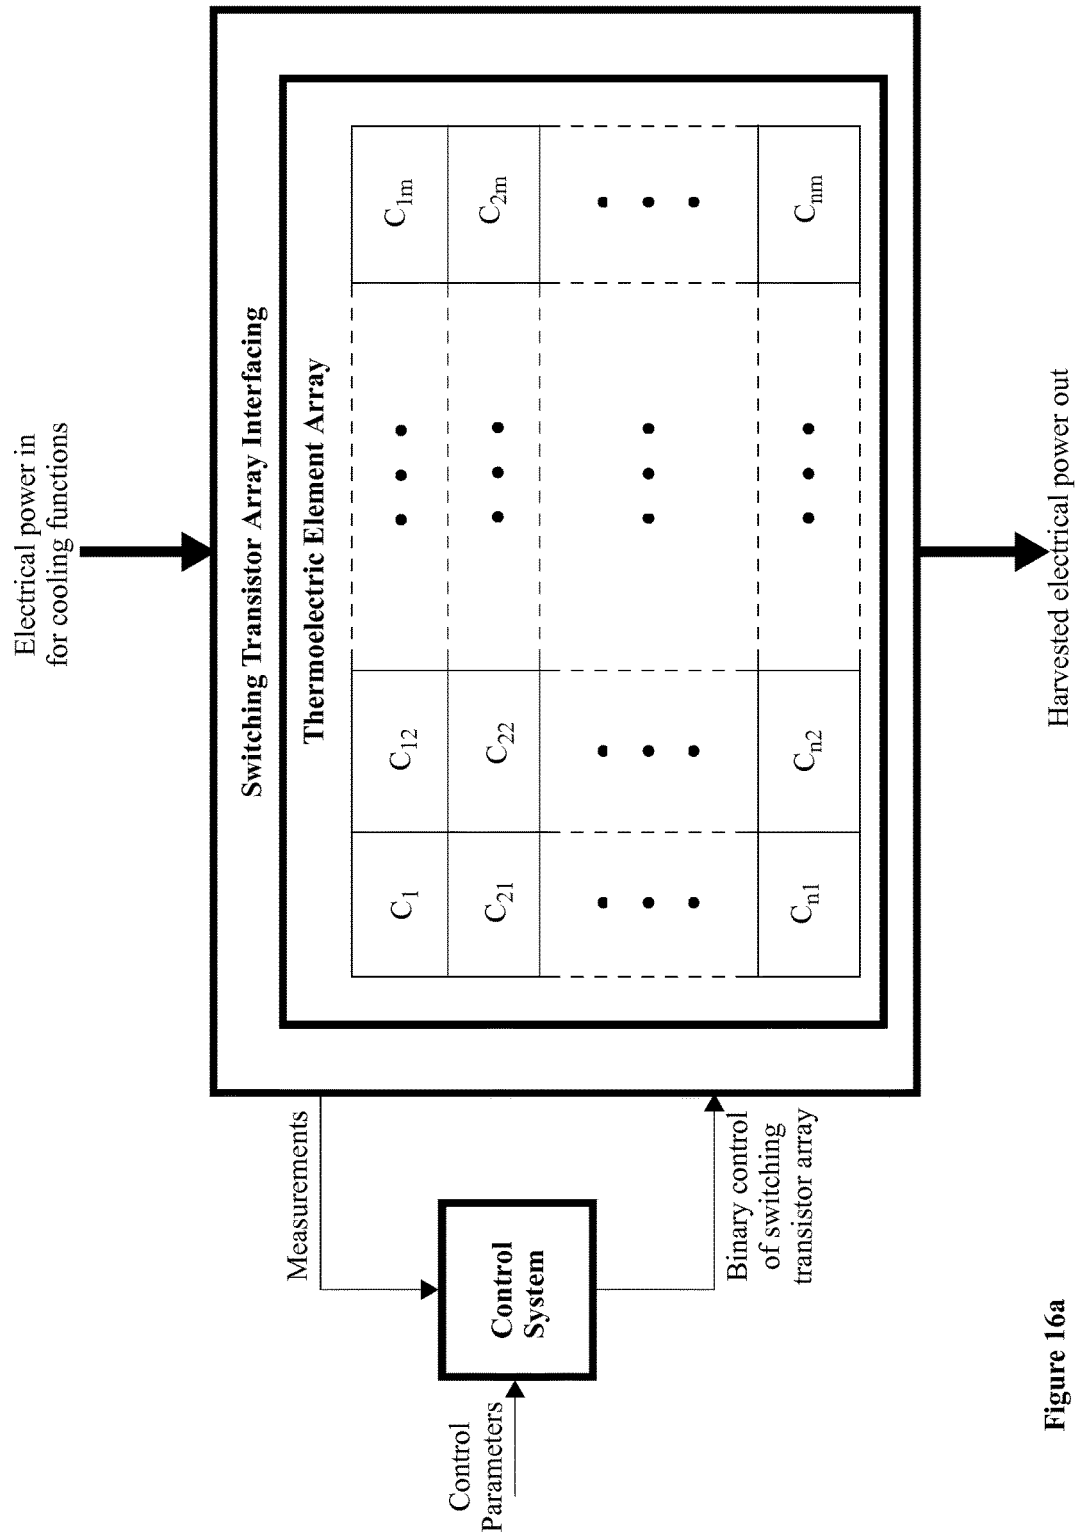 Electrical power in
for cooling functions
Switching Transistor Array Interfacing
Thermoelectric Element Array
C1 C12 C1m
C21 C22 C2m
Cn1 Cn2 Cnm
Measurements
Control
System
Control
Parameters
Binary control
of switching
transistor array
Harvested electrical power out
Figure 16a